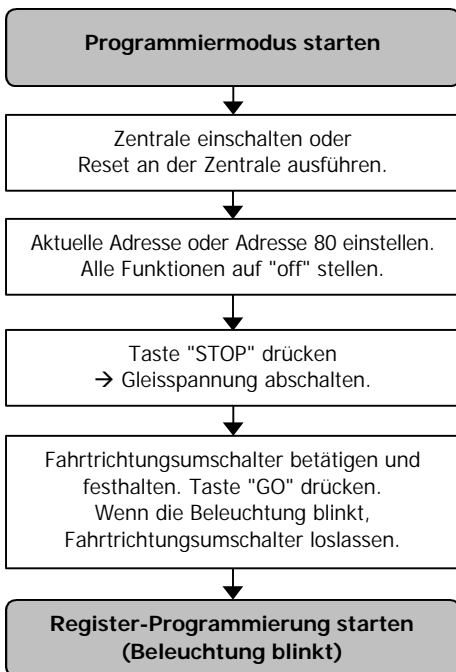 Programmiermodus starten
Zentrale einschalten oder
Reset an der Zentrale ausführen.
Aktuelle Adresse oder Adresse 80 einstellen.
Alle Funktionen auf "off" stellen.
Taste "STOP" drücken
→ Gleisspannung abschalten.
Fahrtrichtungsumschalter betätigen und
festhalten. Taste "GO" drücken.
Wenn die Beleuchtung blinkt,
Fahrtrichtungsumschalter loslassen.
Register-Programmierung starten
(Beleuchtung blinkt)